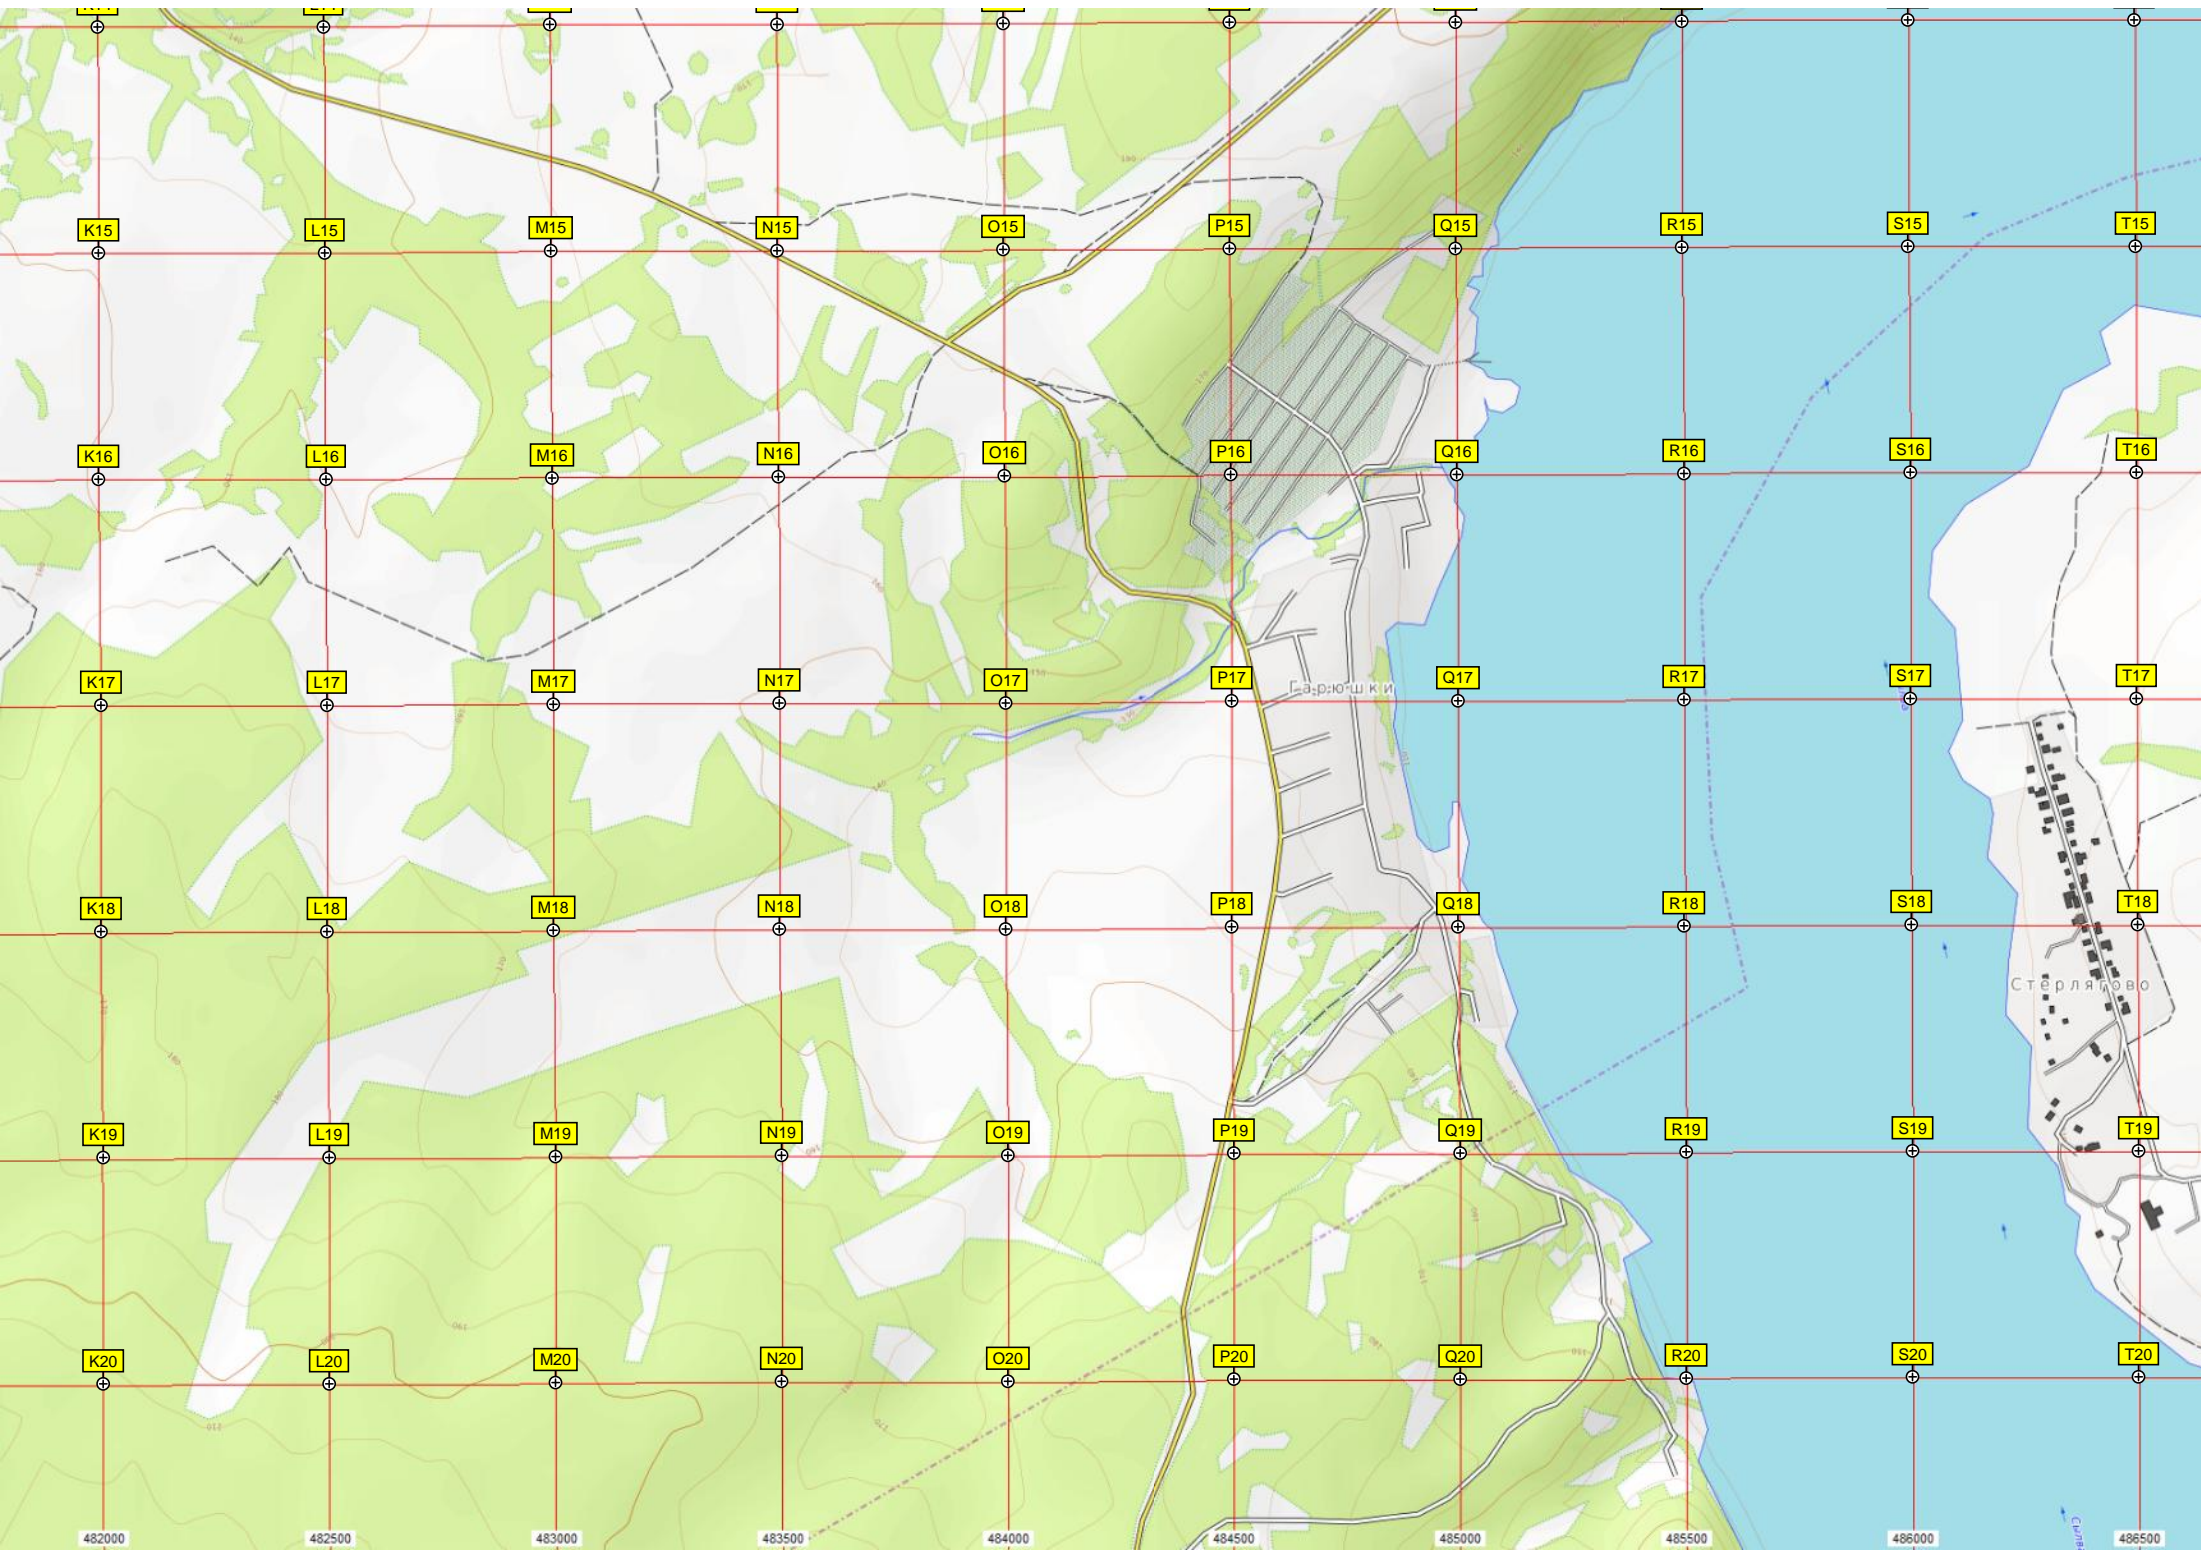 K15 L15 M15 N15 O15 P15 Q15 R15 S15 T15
K16 L16 M16 N16 O16 P16 Q16 R16 S16 T16
K17 L17 M17 N17 O17 P17 Q17 R17 S17 T17
Гарюшки
K18 L18 M18 N18 O18 P18 Q18 R18 S18 T18
Стерлягово
K19 L19 M19 N19 O19 P19 Q19 R19 S19 T19
K20 L20 M20 N20 O20 P20 Q20 R20 S20 T20
482000 482500 483000 483500 484000 484500 485000 485500 486000 486500